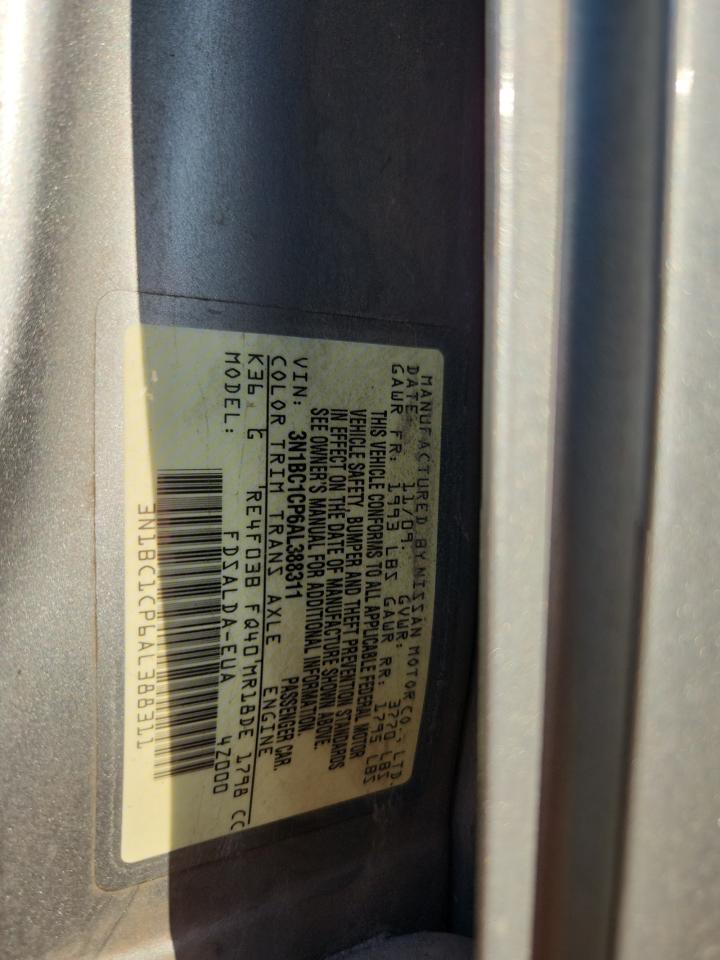 MANUFACTURED BY NISSAN MOTOR CO., LTD.
DATE: 11/09. GVWR: 3770 LBS
GAWR FR: 1993 LBS GAWR RR: 1795 LBS
THIS VEHICLE CONFORMS TO ALL APPLICABLE FEDERAL MOTOR
VEHICLE SAFETY, BUMPER AND THEFT PREVENTION STANDARDS
IN EFFECT ON THE DATE OF MANUFACTURE SHOWN ABOVE.
SEE OWNER'S MANUAL FOR ADDITIONAL INFORMATION.
VIN: 3N1BC1CP6AL388311 PASSENGER CAR.
COLOR TRIM TRANS AXLE ENGINE
K36 G RE4F03B FQ40 MR18DE 1798 CC
MODEL: FDSALDA-EUA 4Z000
3N1BC1CP6AL388311